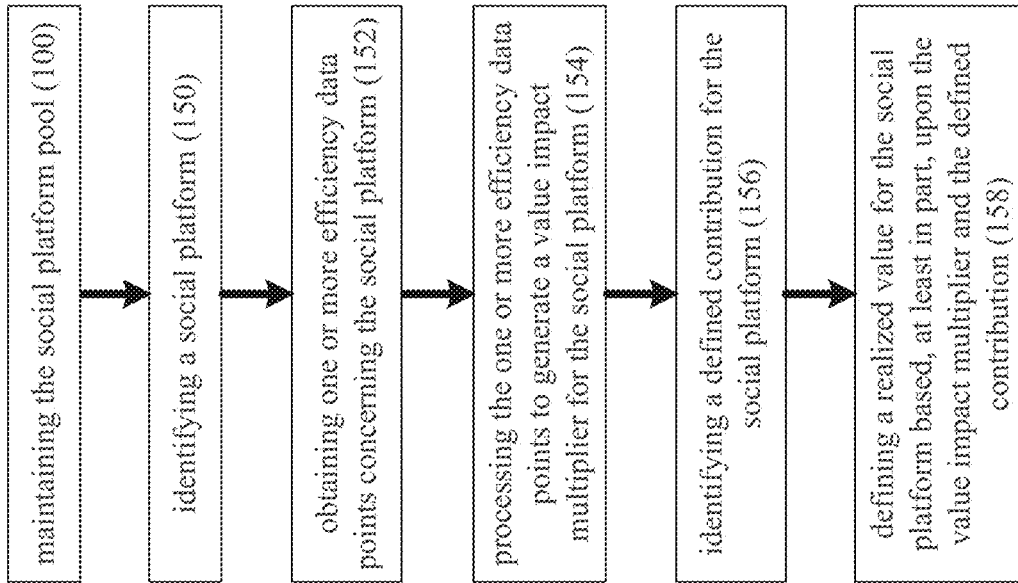 maintaining the social platform pool (100)
identifying a social platform (150)
obtaining one or more efficiency data
points concerning the social platform (152)
processing the one or more efficiency data
points to generate a value impact
multiplier for the social platform (154)
identifying a defined contribution for the
social platform (156)
defining a realized value for the social
platform based, at least in part, upon the
value impact multiplier and the defined
contribution (158)